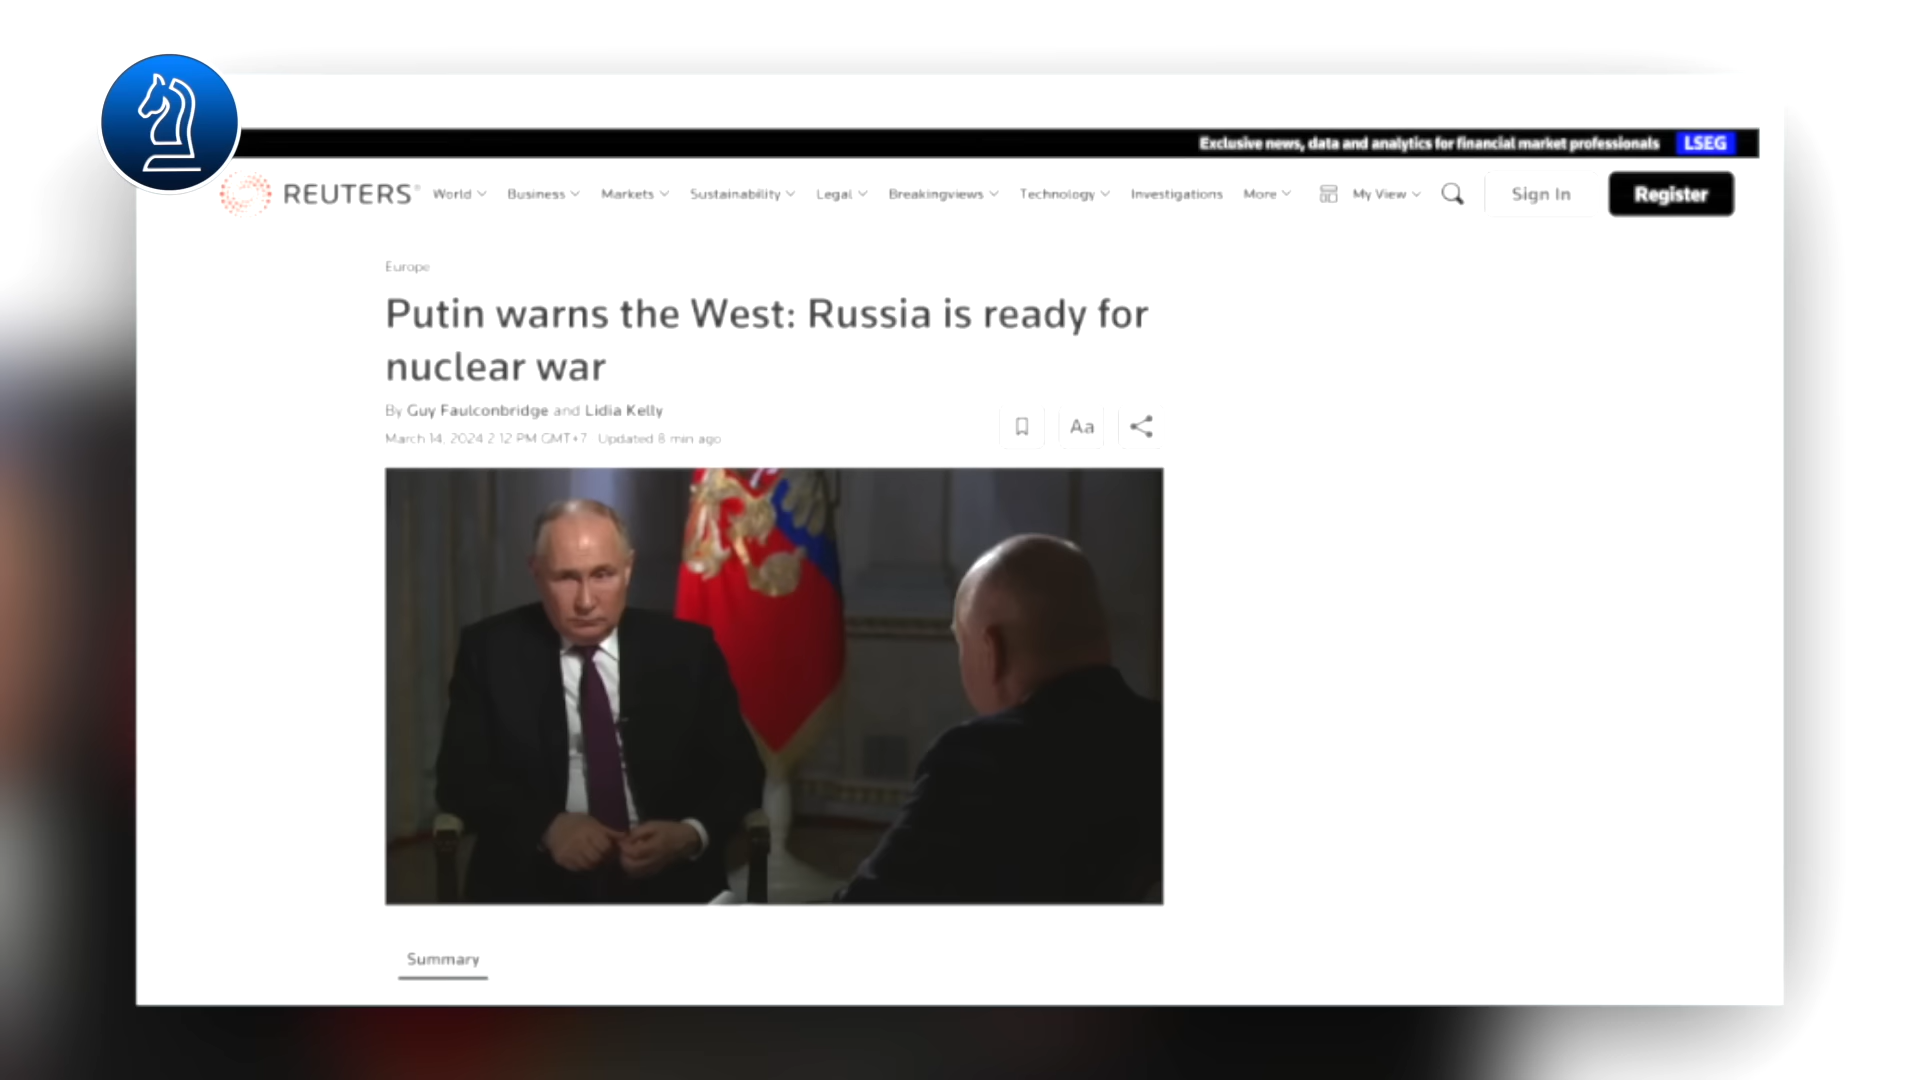 Exclusive news, data and analytics for financial market professionals LSEG
REUTERS® World Business Markets Sustainability Legal Breakingviews Technology Investigations More My View Sign In Register
Europe
Putin warns the West: Russia is ready for
nuclear war
By Guy Faulconbridge and Lidia Kelly
March 14, 2024 2:12 PM GMT+7 Updated 8 min ago
Aa
Summary